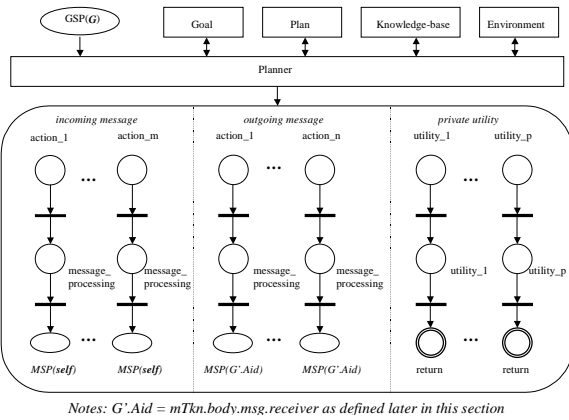 GSP(G)
Goal
Plan
Knowledge-base
Environment
Planner
incoming message
outgoing message
private utility
action_1
action_m
action_1
action_n
utility_1
utility_p
...
...
...
message_
processing
message_
processing
message_
processing
message_
processing
utility_1
utility_p
...
...
...
MSP(self)
MSP(self)
MSP(G'.Aid)
MSP(G'.Aid)
return
return
Notes: G'.Aid = mTkn.body.msg.receiver as defined later in this section